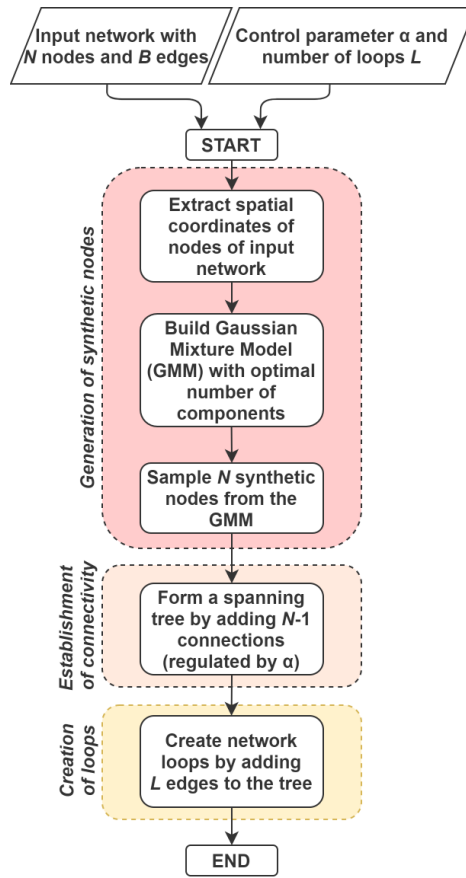 Input network with
N nodes and B edges
Control parameter α and
number of loops L
START
Generation of synthetic nodes
Extract spatial
coordinates of
nodes of input
network
Build Gaussian
Mixture Model
(GMM) with optimal
number of
components
Sample N synthetic
nodes from the
GMM
Establishment
of connectivity
Form a spanning
tree by adding N-1
connections
(regulated by α)
Creation
of loops
Create network
loops by adding
L edges to the tree
END